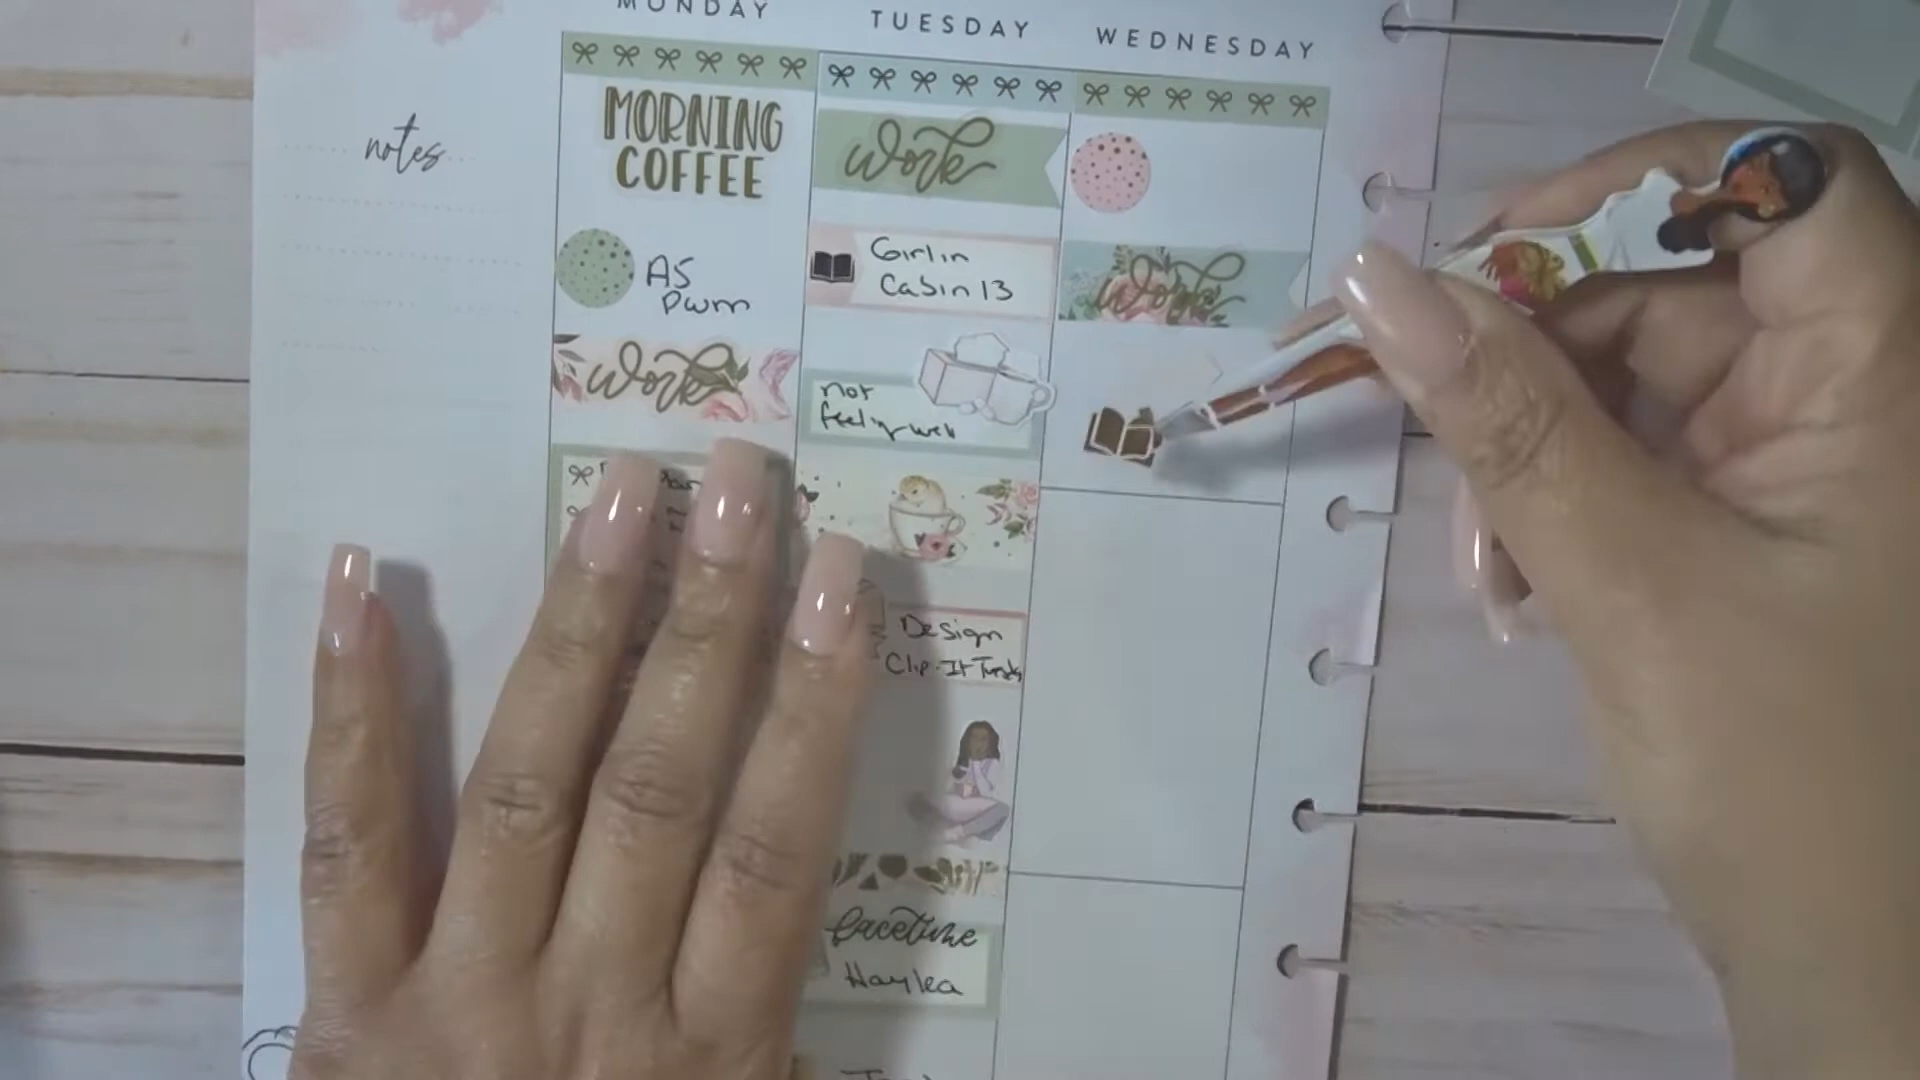 MONDAY
TUESDAY
WEDNESDAY
notes
MORNING
COFFEE
AS
Pwm
work
work
Girl in
Cabin 13
not
feeling well
Design
Clip-It
facetime
Haylea
work